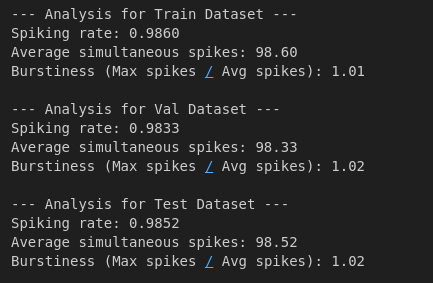 --- Analysis for Train Dataset ---
Spiking rate: 0.9860
Average simultaneous spikes: 98.60
Burstiness (Max spikes / Avg spikes): 1.01
--- Analysis for Val Dataset ---
Spiking rate: 0.9833
Average simultaneous spikes: 98.33
Burstiness (Max spikes / Avg spikes): 1.02
--- Analysis for Test Dataset ---
Spiking rate: 0.9852
Average simultaneous spikes: 98.52
Burstiness (Max spikes / Avg spikes): 1.02